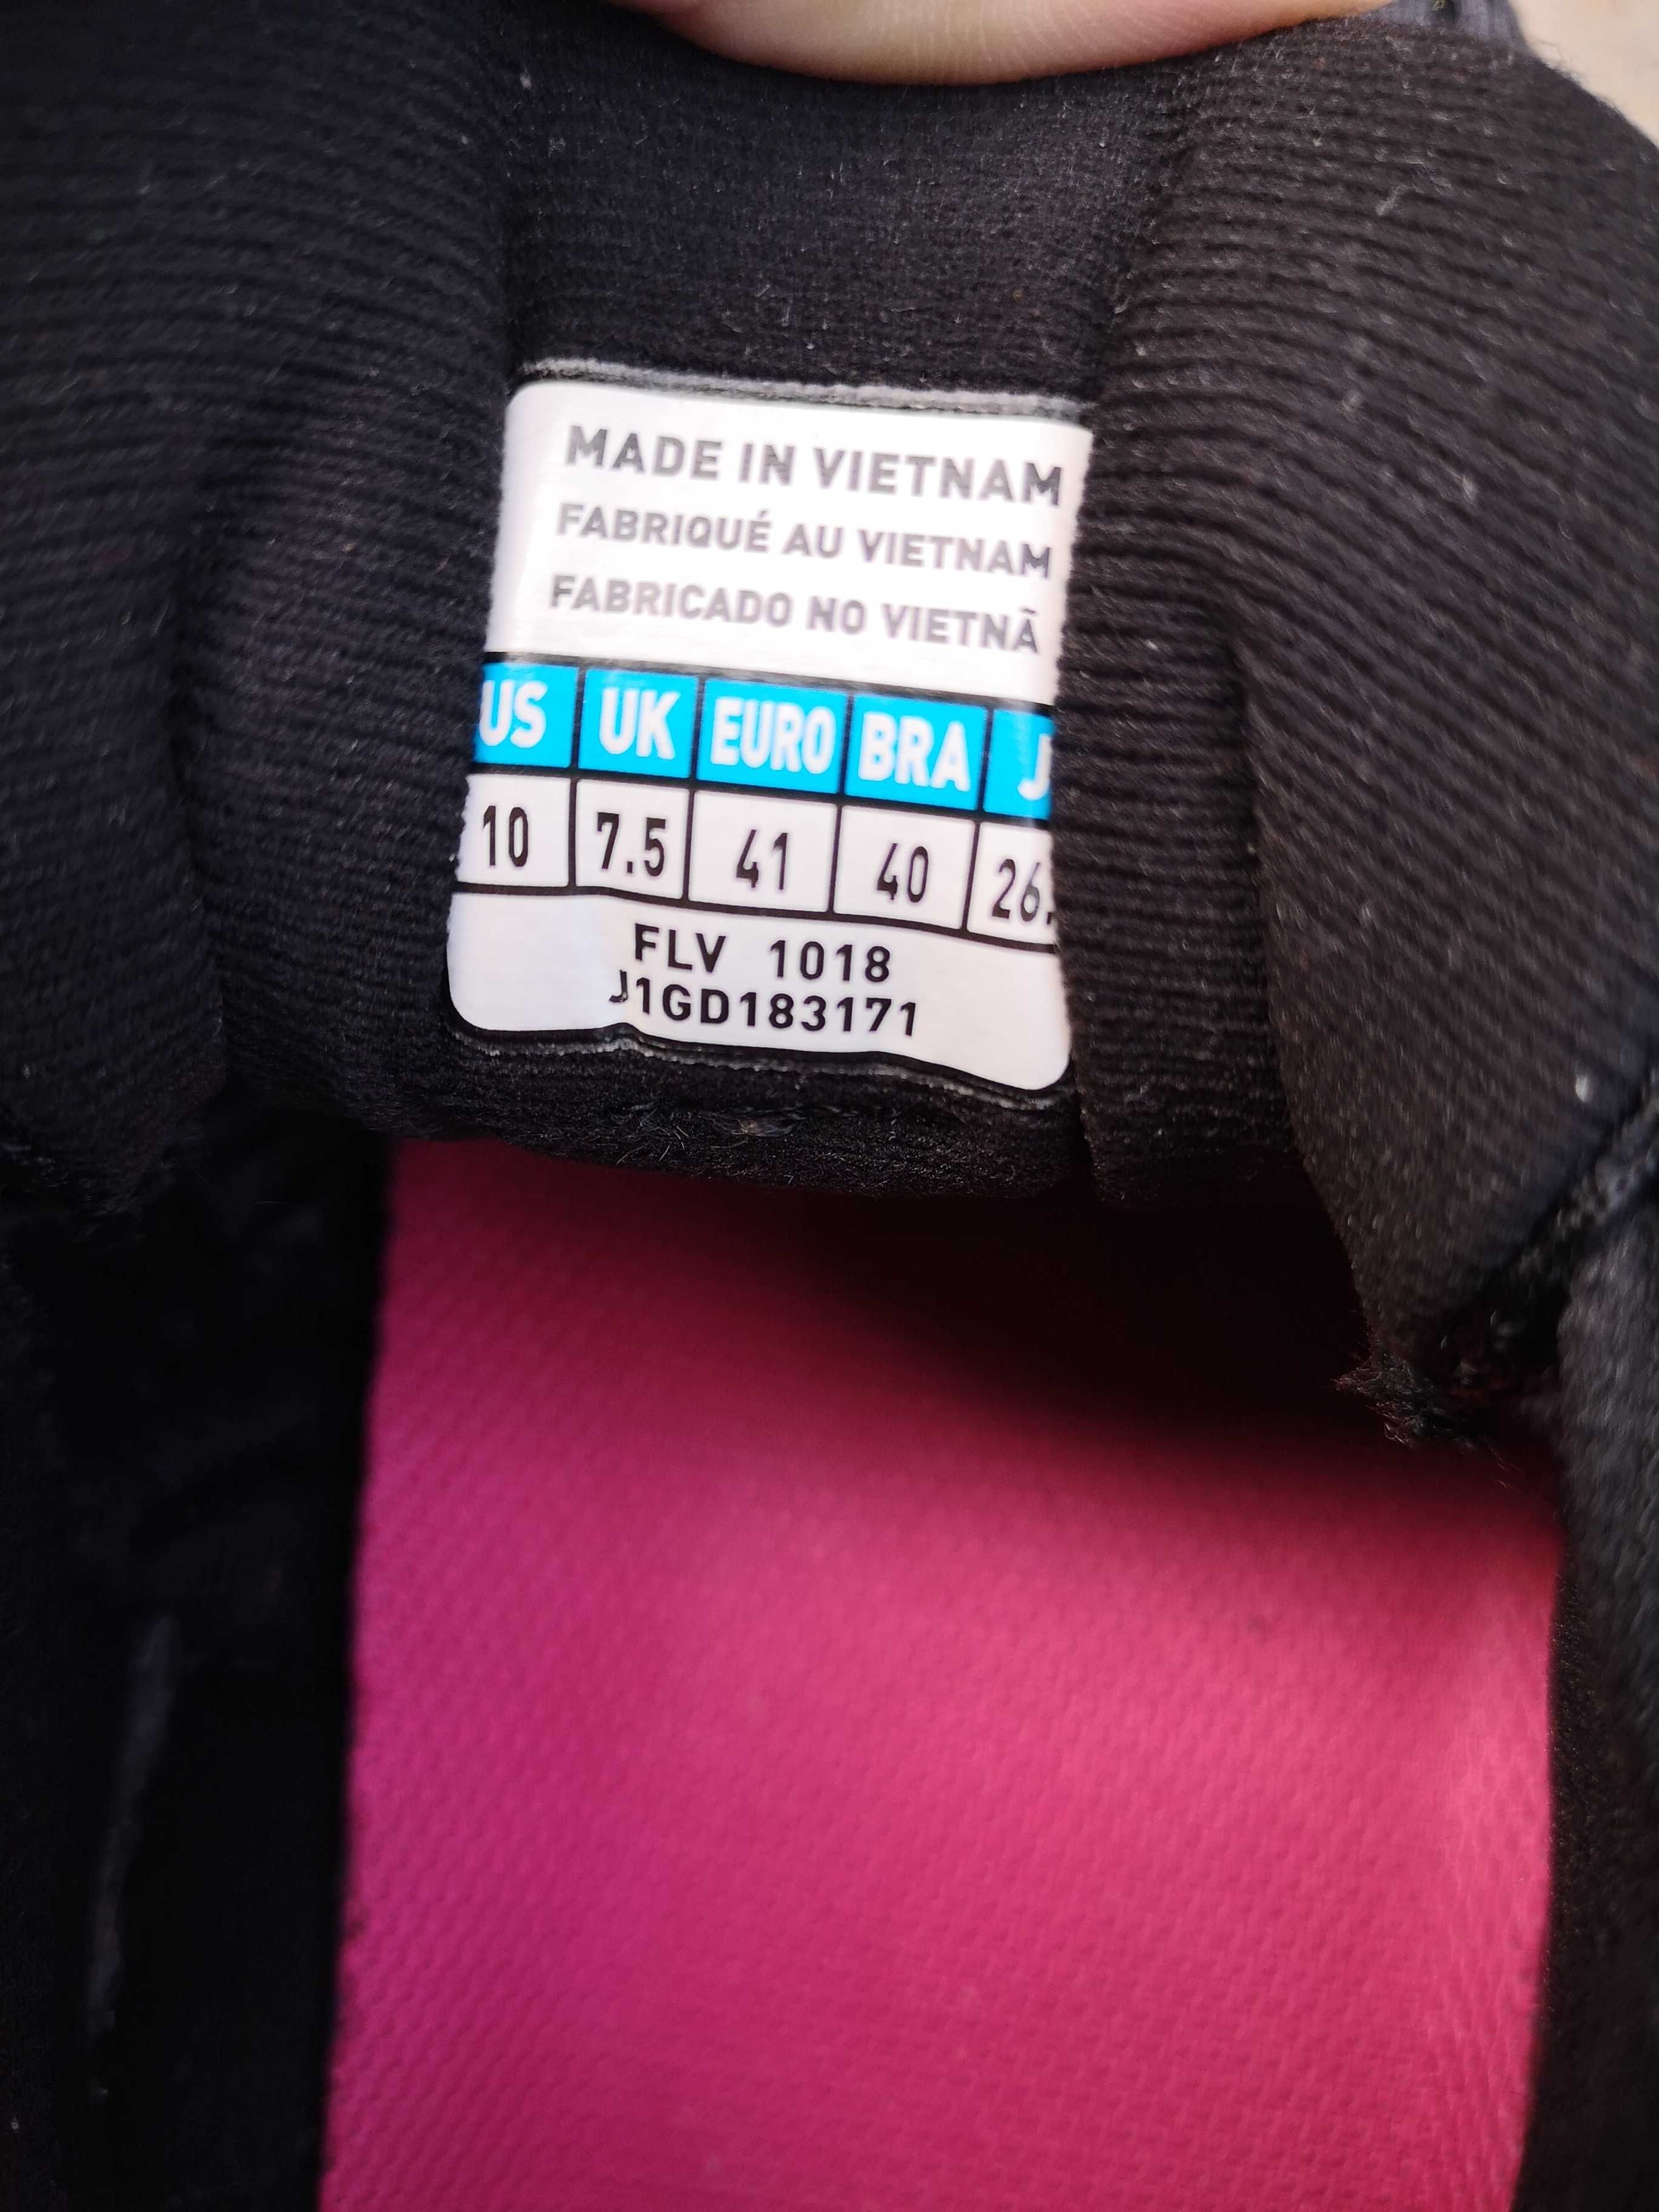 MADE IN VIETNAM
FABRIQUÉ AU VIETNAM
FABRICADO NO VIETNÃ
US UK EURO BRA J
10 7.5 41 40 26.
FLV 1018
J1GD183171